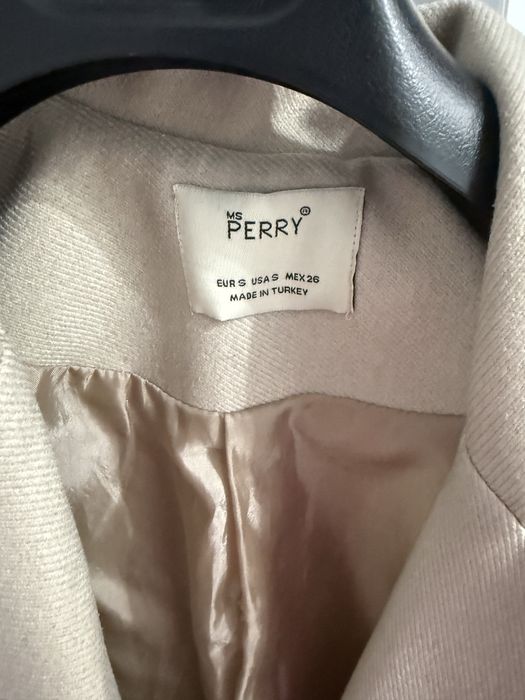 MS
PERRY®
EUR S USA S MEX 26
MADE IN TURKEY